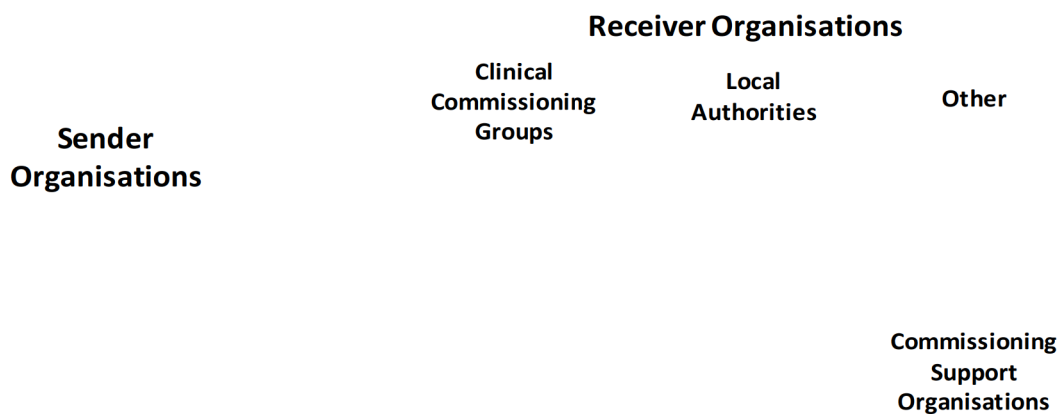 Receiver Organisations
Clinical
Commissioning
Groups
Local
Authorities
Other
Sender
Organisations
Commissioning
Support
Organisations